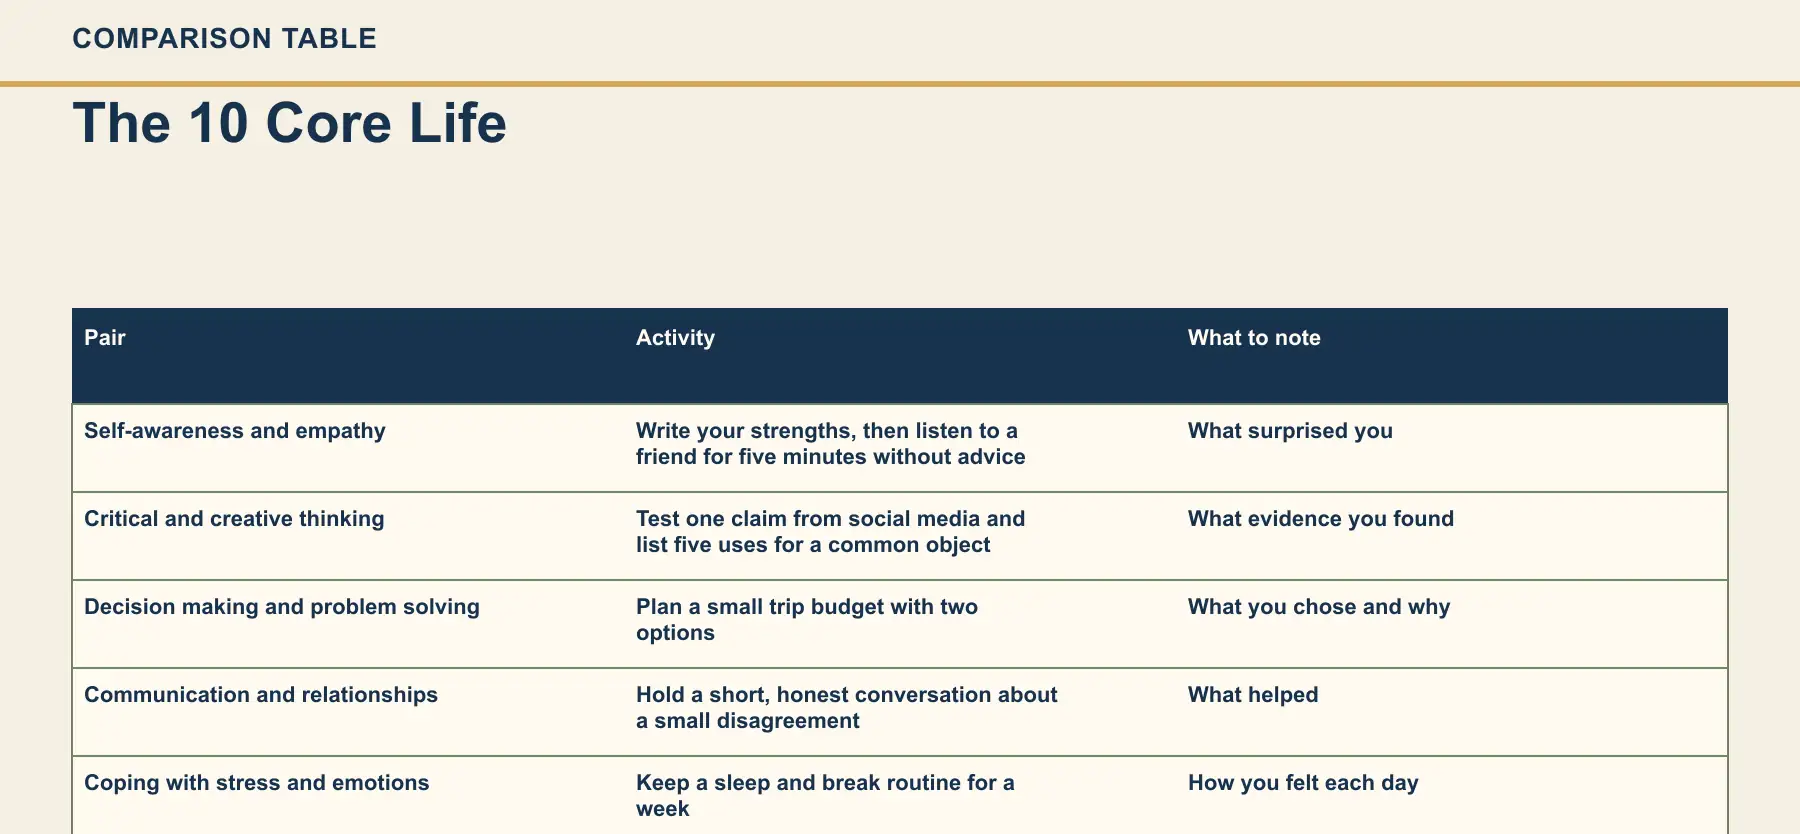 COMPARISON TABLE
The 10 Core Life
Pair
Activity
What to note
Self-awareness and empathy
Write your strengths, then listen to a
friend for five minutes without advice
What surprised you
Critical and creative thinking
Test one claim from social media and
list five uses for a common object
What evidence you found
Decision making and problem solving
Plan a small trip budget with two
options
What you chose and why
Communication and relationships
Hold a short, honest conversation about
a small disagreement
What helped
Coping with stress and emotions
Keep a sleep and break routine for a
week
How you felt each day